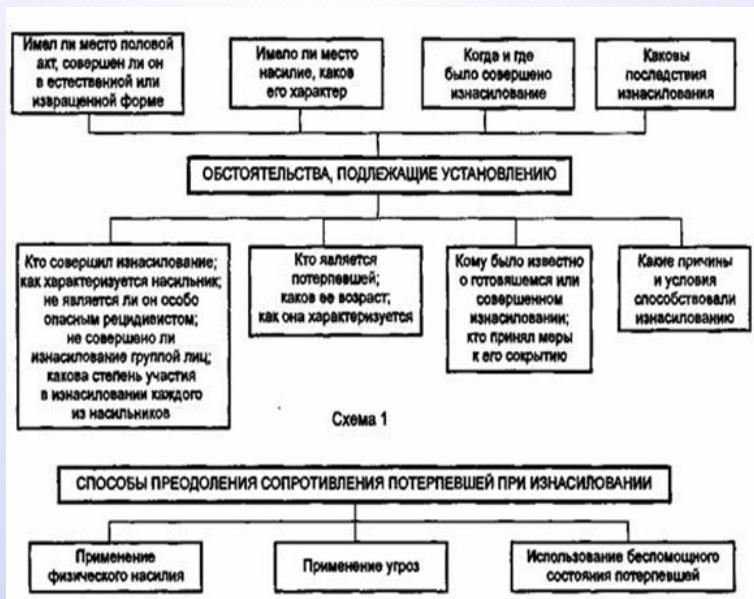 Имел ли место половой
акт, совершен ли он
в естественной или
извращенной форме
Имело ли место
насилие, каков
его характер
Когда и где
было совершено
изнасилование
Каковы
последствия
изнасилования
ОБСТОЯТЕЛЬСТВА, ПОДЛЕЖАЩИЕ УСТАНОВЛЕНИЮ
Кто совершил изнасилование;
как характеризуется насильник;
не является ли он особо
опасным рецидивистом;
не совершено ли
изнасилование группой лиц;
какова степень участия
в изнасиловании каждого
из насильников
Кто является
потерпевшей;
каков ее возраст;
как она характеризуется
Кому было известно
о готовящемся или
совершенном
изнасиловании;
кто принял меры
к его сокрытию
Какие причины
и условия
способствовали
изнасилованию
Схема 1
СПОСОБЫ ПРЕОДОЛЕНИЯ СОПРОТИВЛЕНИЯ ПОТЕРПЕВШЕЙ ПРИ ИЗНАСИЛОВАНИИ
Применение
физического насилия
Применение угроз
Использование беспомощного
состояния потерпевшей